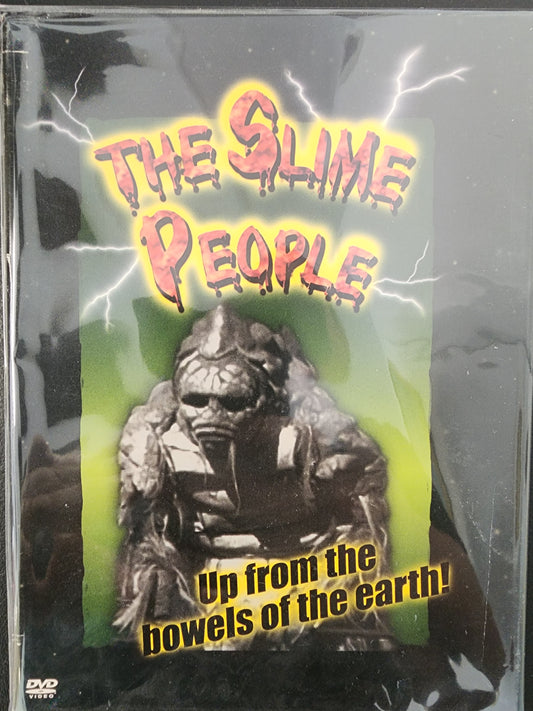 THE SLIME
PEOPLE
Up from the
bowels of the earth!
DVD
VIDEO